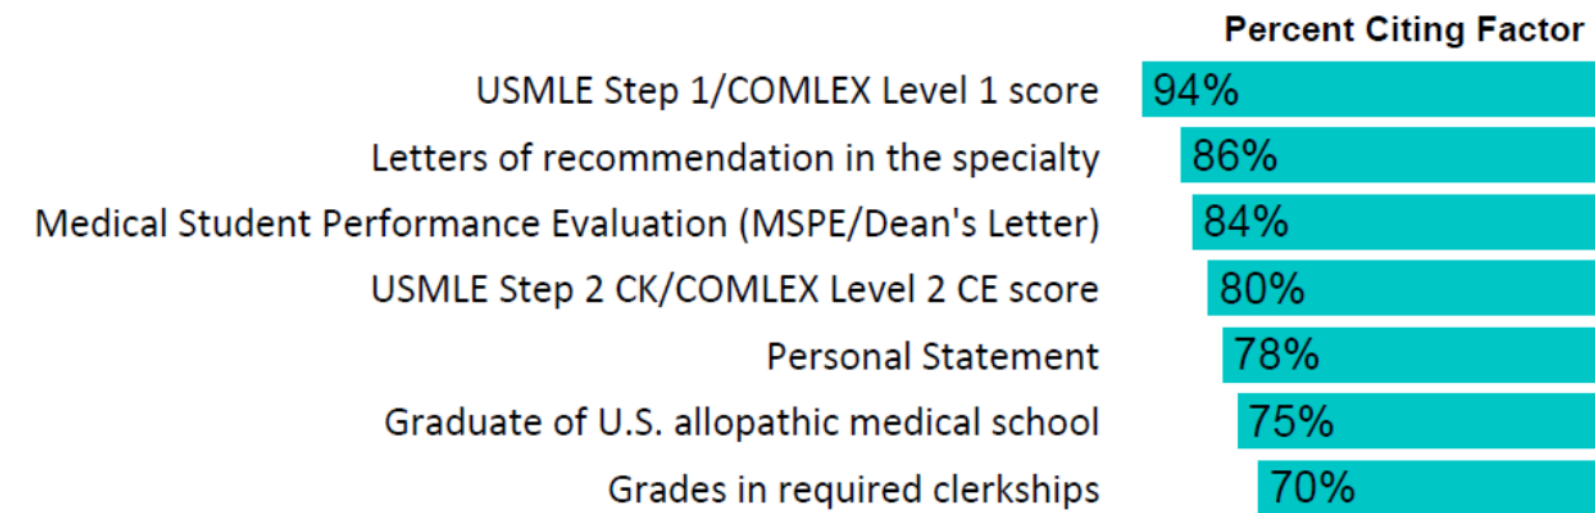 Percent Citing Factor
USMLE Step 1/COMLEX Level 1 score 94%
Letters of recommendation in the specialty 86%
Medical Student Performance Evaluation (MSPE/Dean's Letter) 84%
USMLE Step 2 CK/COMLEX Level 2 CE score 80%
Personal Statement 78%
Graduate of U.S. allopathic medical school 75%
Grades in required clerkships 70%